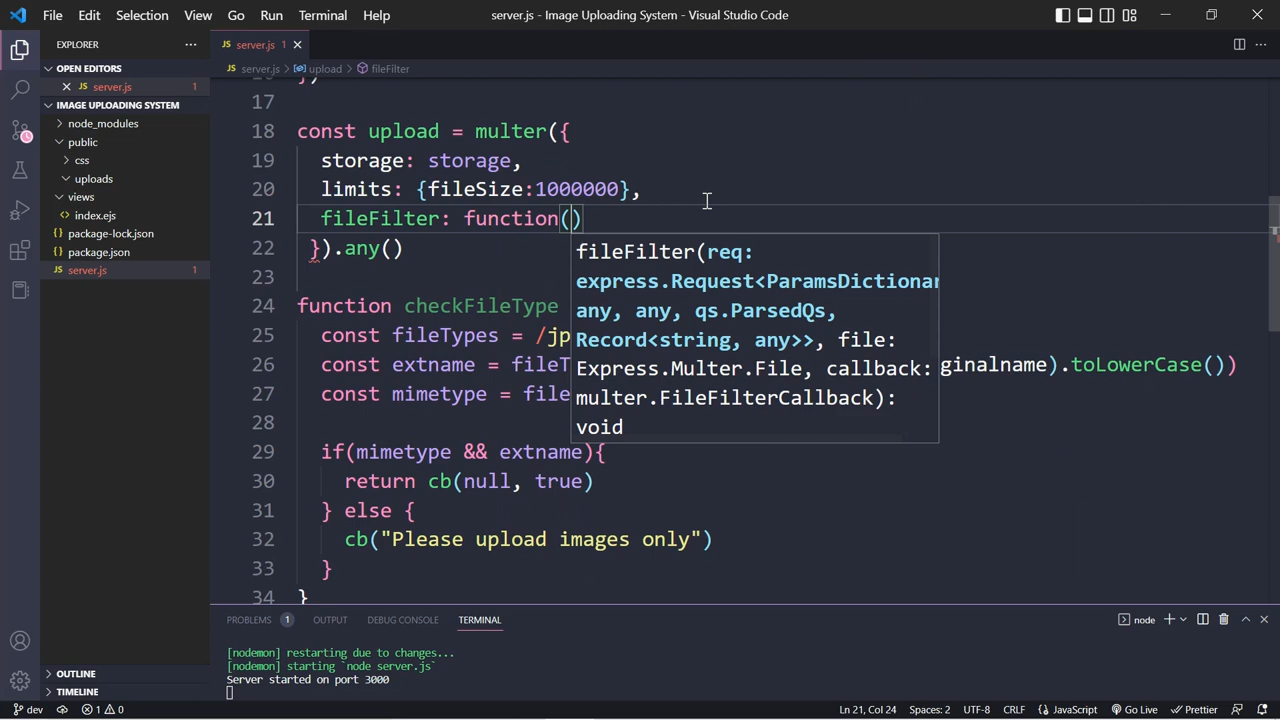 File Edit Selection View Go Run Terminal Help server.js - Image Uploading System - Visual Studio Code
EXPLORER ... JS server.js 1
OPEN EDITORS
JS server.js 1
JS server.js > upload > fileFilter
IMAGE UPLOADING SYSTEM
node_modules
public
css
uploads
views
index.ejs
package-lock.json
package.json
JS server.js 1
OUTLINE
TIMELINE
17
18 const upload = multer({
19 storage: storage,
20 limits: {fileSize:1000000},
21 fileFilter: function()
22 }).any()
23
24 function checkFileType
25 const fileTypes = /jp
26 const extname = fileT ginalname).toLowerCase())
27 const mimetype = file
28
29 if(mimetype && extname){
30 return cb(null, true)
31 } else {
32 cb("Please upload images only")
33 }
34 }
fileFilter(req:
express.Request<ParamsDictionar
any, any, qs.ParsedQs,
Record<string, any>>, file:
Express.Multer.File, callback:
multer.FileFilterCallback):
void
PROBLEMS 1 OUTPUT DEBUG CONSOLE TERMINAL node
[nodemon] restarting due to changes...
[nodemon] starting `node server.js`
Server started on port 3000
dev 1 0 Ln 21, Col 24 Spaces: 2 UTF-8 CRLF JavaScript Go Live Prettier